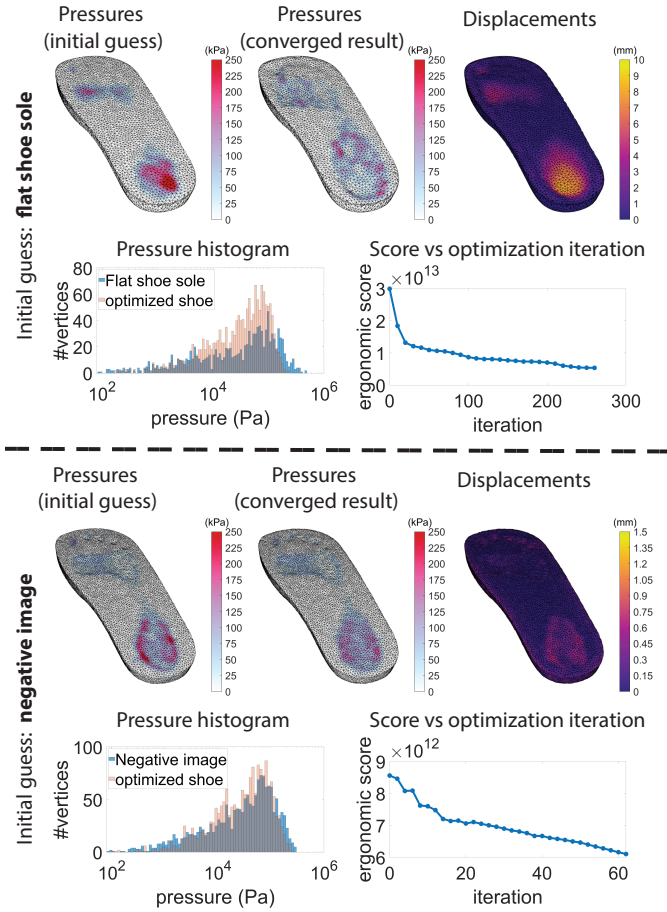 Pressures
(initial guess)
Pressures
(converged result)
Displacements
(kPa)
250
225
200
175
150
125
100
75
50
25
0
(kPa)
250
225
200
175
150
125
100
75
50
25
0
(mm)
10
9
8
7
6
5
4
3
2
1
0
Initial guess: flat shoe sole
Pressure histogram
Flat shoe sole
optimized shoe
#vertices
80
60
40
20
0
10^2
10^4
10^6
pressure (Pa)
Score vs optimization iteration
×10^13
ergonomic score
3
2
1
0
0
100
200
300
iteration
Pressures
(initial guess)
Pressures
(converged result)
Displacements
(kPa)
250
225
200
175
150
125
100
75
50
25
0
(kPa)
250
225
200
175
150
125
100
75
50
25
0
(mm)
1.5
1.35
1.2
1.05
0.9
0.75
0.6
0.45
0.3
0.15
0
Initial guess: negative image
Pressure histogram
Negative image
optimized shoe
#vertices
100
50
0
10^2
10^4
10^6
pressure (Pa)
Score vs optimization iteration
×10^12
ergonomic score
9
8
7
6
0
20
40
60
iteration